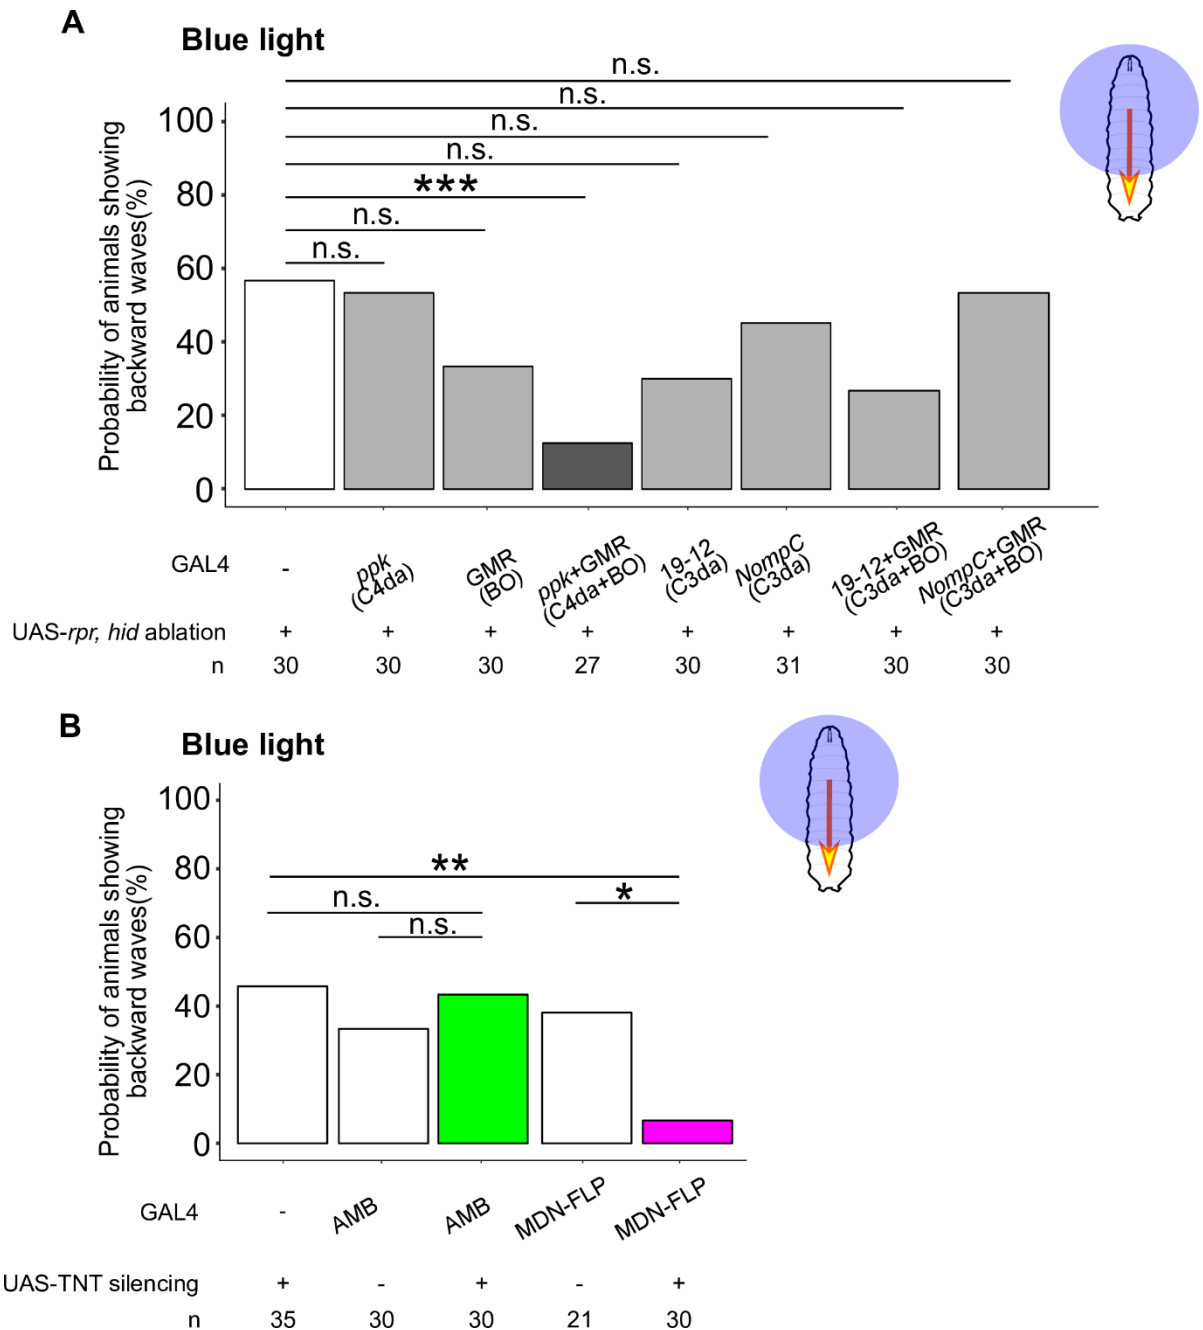 A
Blue light
n.s.
n.s.
n.s.
n.s.
***
n.s.
n.s.
Probability of animals showing
backward waves(%)
100
80
60
40
20
0
GAL4
-
ppk
(C4da)
GMR
(BO)
ppk+GMR
(C4da+BO)
19-12
(C3da)
NompC
(C3da)
19-12+GMR
(C3da+BO)
NompC+GMR
(C3da+BO)
UAS-rpr, hid ablation + + + + + + + +
n 30 30 30 27 30 31 30 30
B
Blue light
**
n.s.
*
n.s.
Probability of animals showing
backward waves(%)
100
80
60
40
20
0
GAL4 - AMB AMB MDN-FLP MDN-FLP
UAS-TNT silencing + - + - +
n 35 30 30 21 30